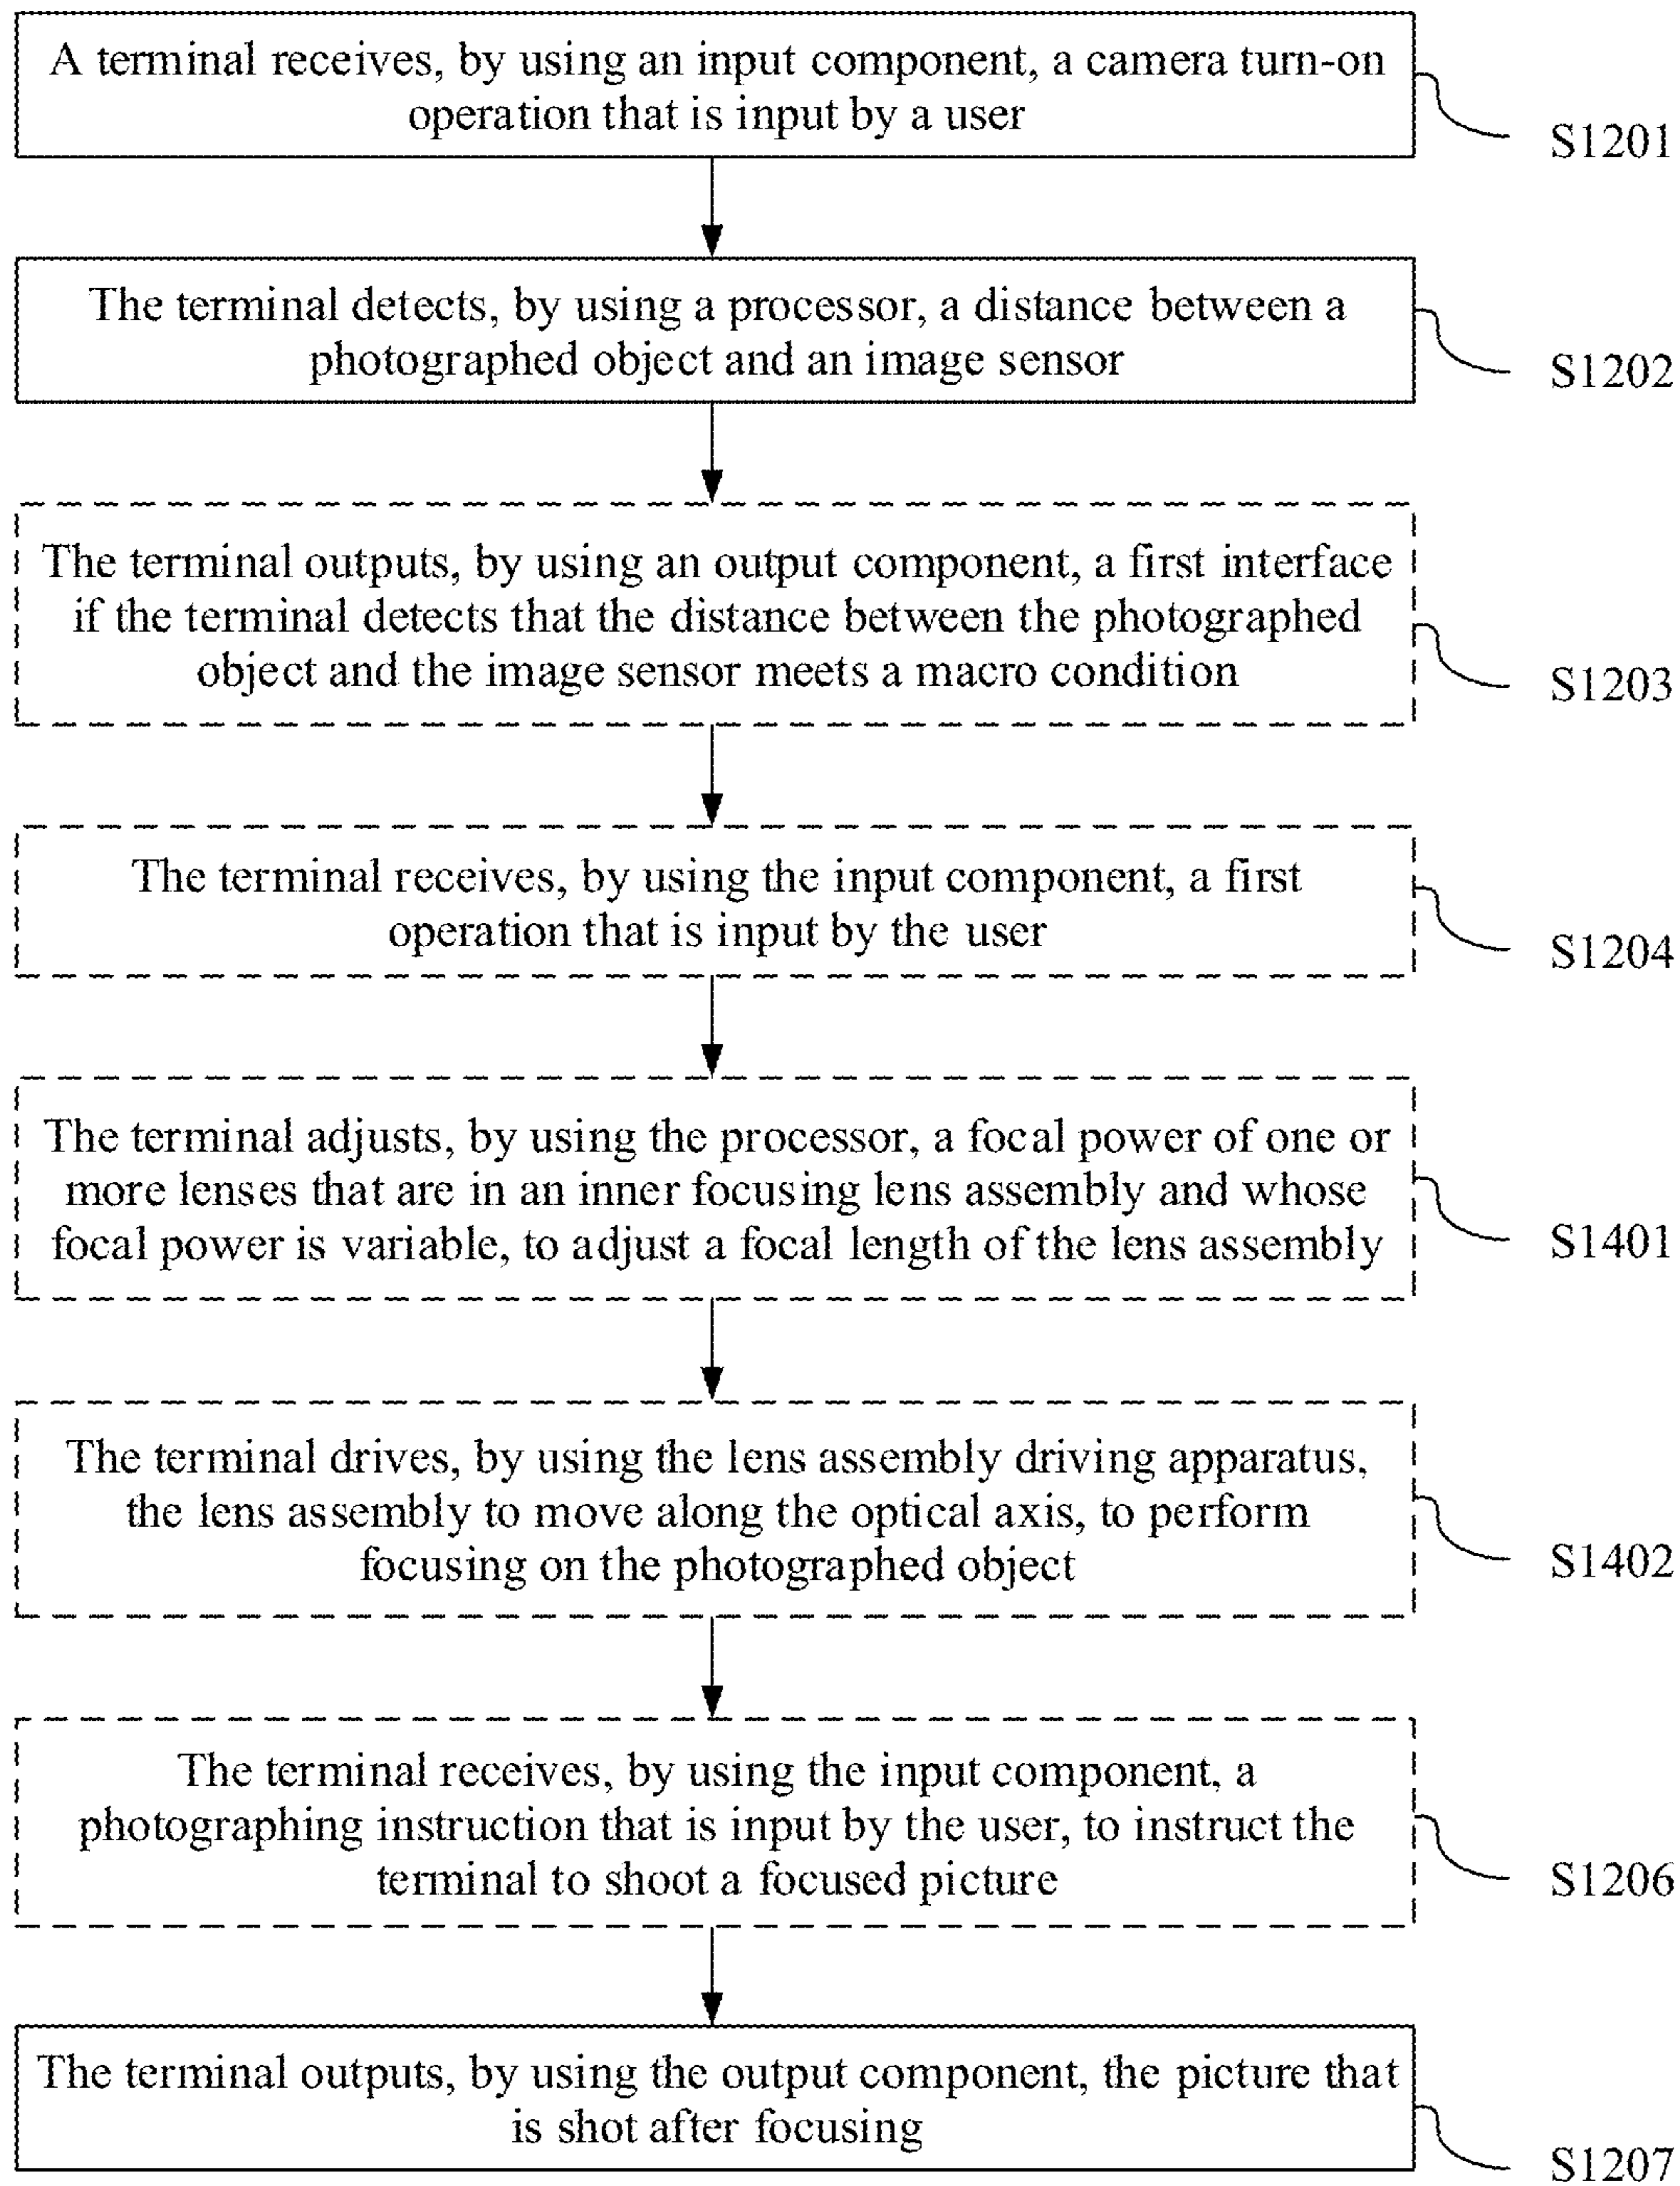 A terminal receives, by using an input component, a camera turn-on
operation that is input by a user
S1201
The terminal detects, by using a processor, a distance between a
photographed object and an image sensor
S1202
The terminal outputs, by using an output component, a first interface
if the terminal detects that the distance between the photographed
object and the image sensor meets a macro condition
S1203
The terminal receives, by using the input component, a first
operation that is input by the user
S1204
The terminal adjusts, by using the processor, a focal power of one or
more lenses that are in an inner focusing lens assembly and whose
focal power is variable, to adjust a focal length of the lens assembly
S1401
The terminal drives, by using the lens assembly driving apparatus,
the lens assembly to move along the optical axis, to perform
focusing on the photographed object
S1402
The terminal receives, by using the input component, a
photographing instruction that is input by the user, to instruct the
terminal to shoot a focused picture
S1206
The terminal outputs, by using the output component, the picture that
is shot after focusing
S1207